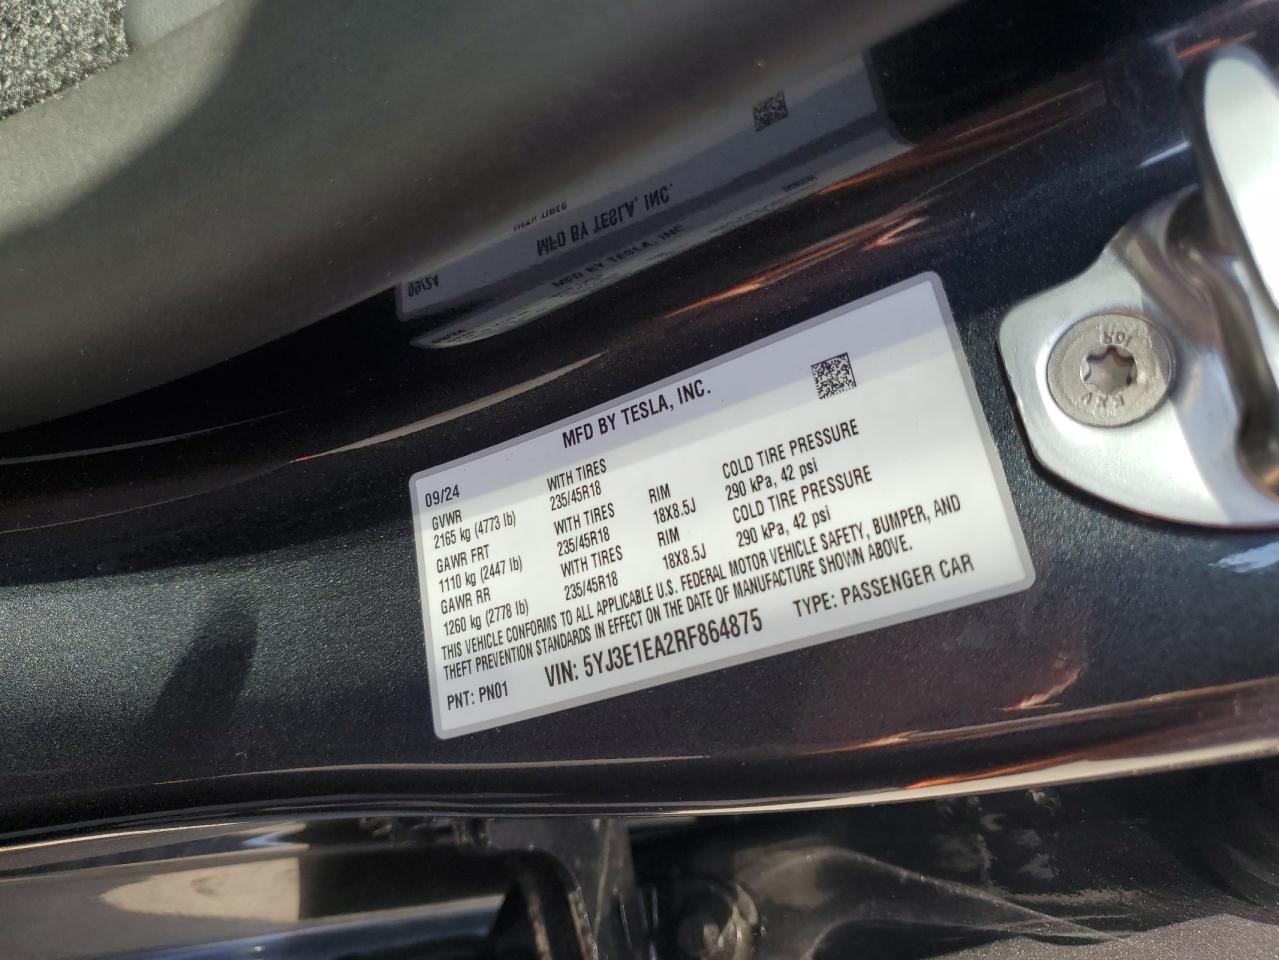 MFD BY TESLA, INC.
09/24
GVWR WITH TIRES RIM COLD TIRE PRESSURE
2165 kg (4773 lb) 235/45R18 18X8.5J 290 kPa, 42 psi
GAWR FRT WITH TIRES RIM COLD TIRE PRESSURE
1110 kg (2447 lb) 235/45R18 18X8.5J 290 kPa, 42 psi
GAWR RR WITH TIRES
1260 kg (2778 lb) 235/45R18
THIS VEHICLE CONFORMS TO ALL APPLICABLE U.S. FEDERAL MOTOR VEHICLE SAFETY, BUMPER, AND
THEFT PREVENTION STANDARDS IN EFFECT ON THE DATE OF MANUFACTURE SHOWN ABOVE.
PNT: PN01 VIN: 5YJ3E1EA2RF864875 TYPE: PASSENGER CAR
MFD BY TESLA, INC.